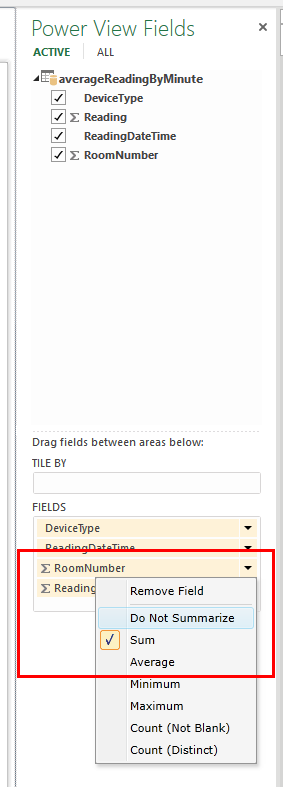 Power View Fields
ACTIVE ALL
averageReadingByMinute
DeviceType
Σ Reading
ReadingDateTime
Σ RoomNumber
Drag fields between areas below:
TILE BY
FIELDS
DeviceType
ReadingDateTime
Σ RoomNumber
Σ Reading
Remove Field
Do Not Summarize
Sum
Average
Minimum
Maximum
Count (Not Blank)
Count (Distinct)